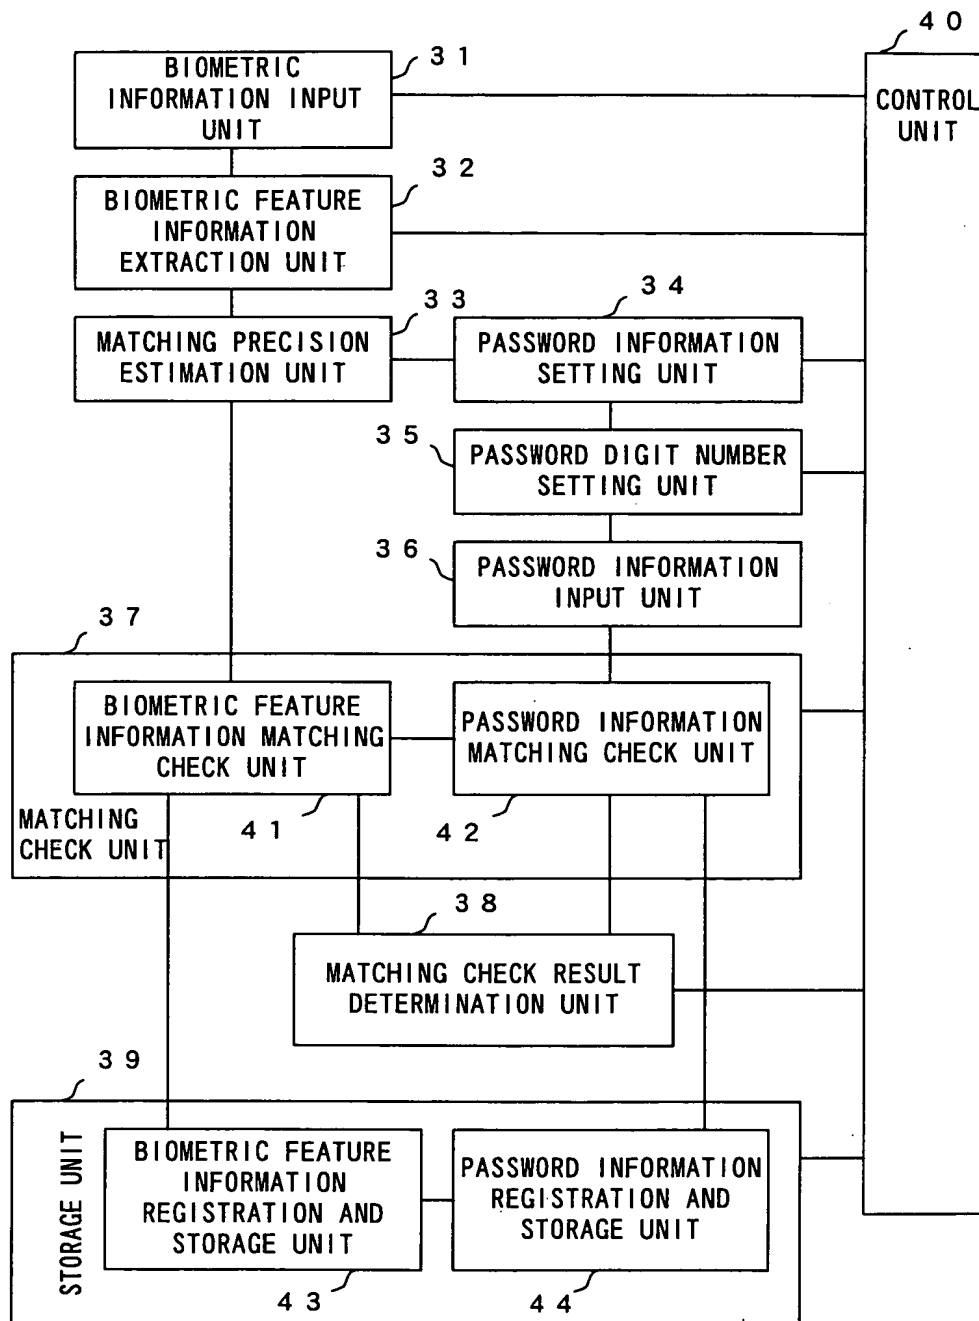 40
31
BIOMETRIC
INFORMATION INPUT
UNIT
CONTROL
UNIT
32
BIOMETRIC FEATURE
INFORMATION
EXTRACTION UNIT
33
34
MATCHING PRECISION
ESTIMATION UNIT
PASSWORD INFORMATION
SETTING UNIT
35
PASSWORD DIGIT NUMBER
SETTING UNIT
36
PASSWORD INFORMATION
INPUT UNIT
37
BIOMETRIC FEATURE
INFORMATION MATCHING
CHECK UNIT
PASSWORD INFORMATION
MATCHING CHECK UNIT
MATCHING
CHECK UNIT
41
42
38
MATCHING CHECK RESULT
DETERMINATION UNIT
39
STORAGE UNIT
BIOMETRIC FEATURE
INFORMATION
REGISTRATION AND
STORAGE UNIT
PASSWORD INFORMATION
REGISTRATION AND
STORAGE UNIT
43
44